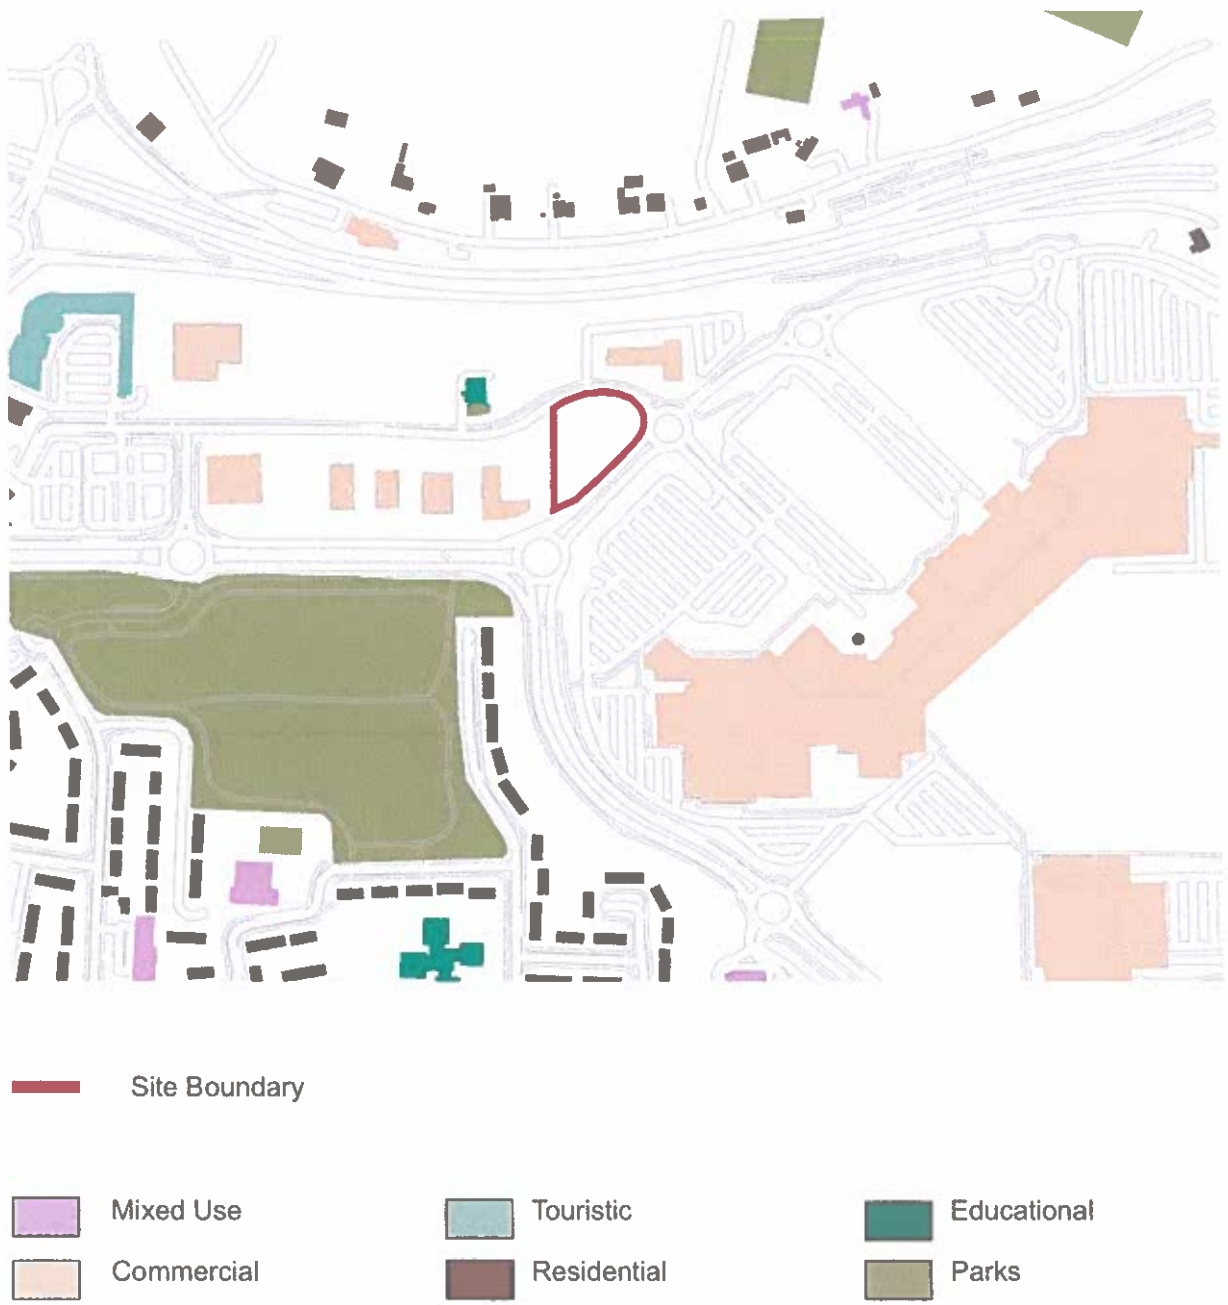 Site Boundary
Mixed Use
Touristic
Educational
Commercial
Residential
Parks